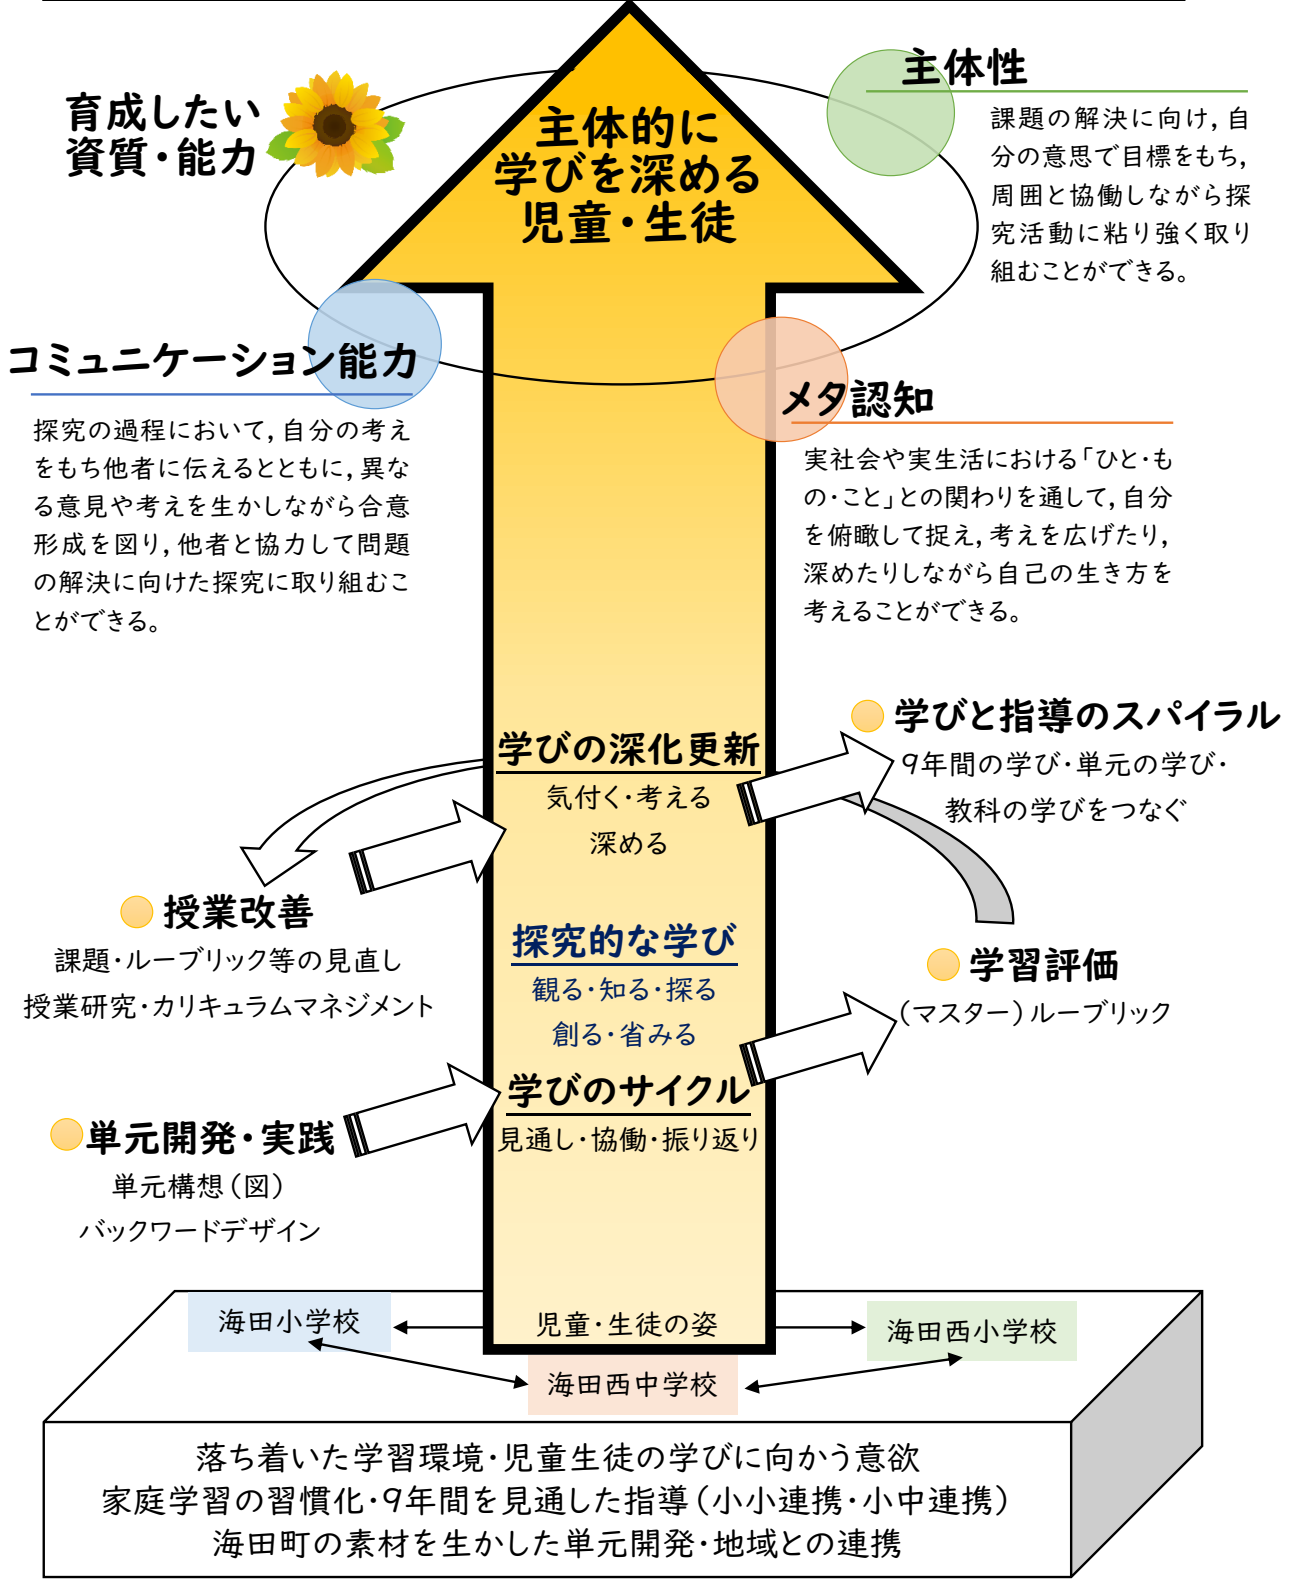 育成したい
資質・能力
主体的に
学びを深める
児童・生徒
主体性
課題の解決に向け，自
分の意思で目標をもち，
周囲と協働しながら探
究活動に粘り強く取り
組むことができる。
コミュニケーション能力
探究の過程において，自分の考え
をもち他者に伝えるとともに，異な
る意見や考えを生かしながら合意
形成を図り，他者と協力して問題
の解決に向けた探究に取り組むこ
とができる。
メタ認知
実社会や実生活における「ひと・も
の・こと」との関わりを通して，自分
を俯瞰して捉え，考えを広げたり，
深めたりしながら自己の生き方を
考えることができる。
学びの深化更新
気付く・考える
深める
学びと指導のスパイラル
9年間の学び・単元の学び・
教科の学びをつなぐ
授業改善
課題・ルーブリック等の見直し
授業研究・カリキュラムマネジメント
探究的な学び
観る・知る・探る
創る・省みる
学習評価
（マスター）ルーブリック
学びのサイクル
見通し・協働・振り返り
単元開発・実践
単元構想（図）
バックワードデザイン
海田小学校
児童・生徒の姿
海田西小学校
海田西中学校
落ち着いた学習環境・児童生徒の学びに向かう意欲
家庭学習の習慣化・9年間を見通した指導（小小連携・小中連携）
海田町の素材を生かした単元開発・地域との連携